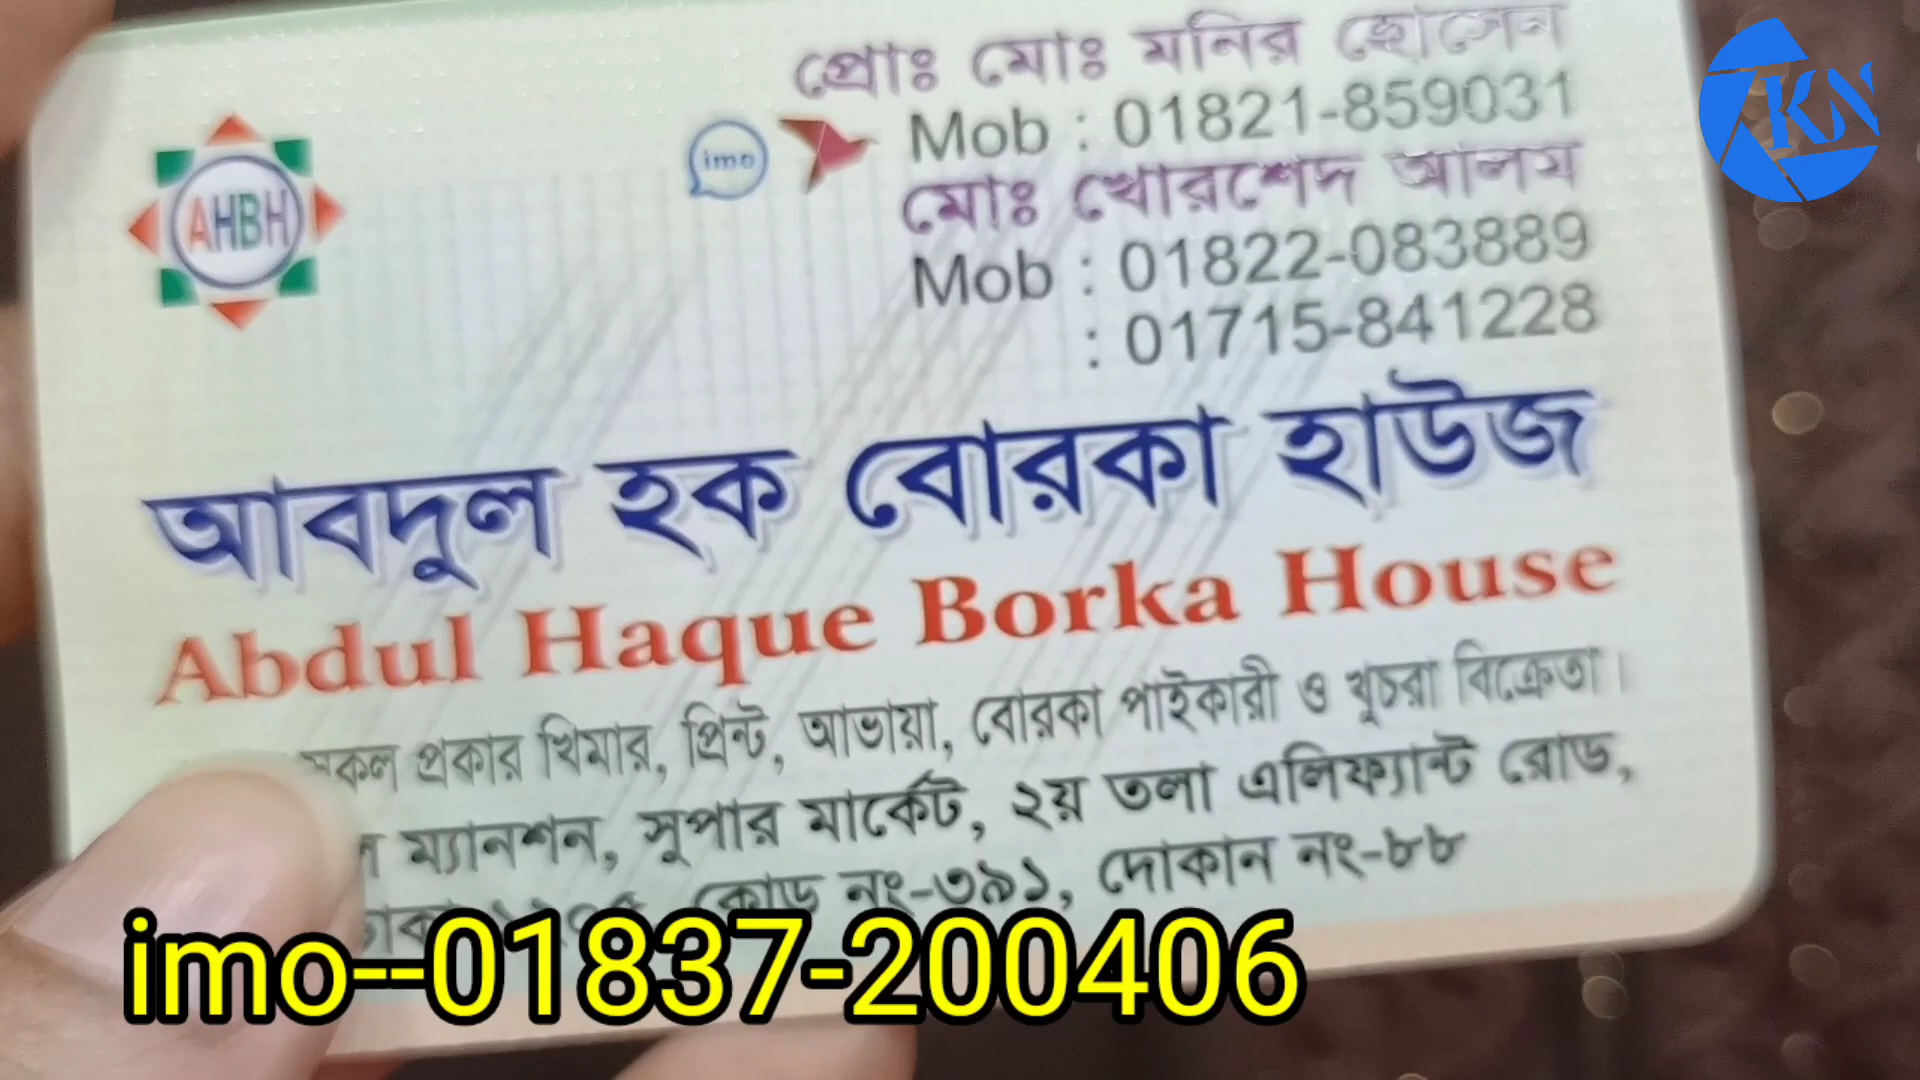 প্রোঃ মোঃ মনির হোসেন
imo Mob : 01821-859031
মোঃ খোরশেদ আলম
Mob : 01822-083889
: 01715-841228
AHBH
আবদুল হক বোরকা হাউজ
Abdul Haque Borka House
সকল প্রকার খিমার, প্রিন্ট, আভায়া, বোরকা পাইকারী ও খুচরা বিক্রেতা।
ম্যানশন, সুপার মার্কেট, ২য় তলা এলিফ্যান্ট রোড,
কোড নং-৩৯১, দোকান নং-৮৮
imo--01837-200406
KN